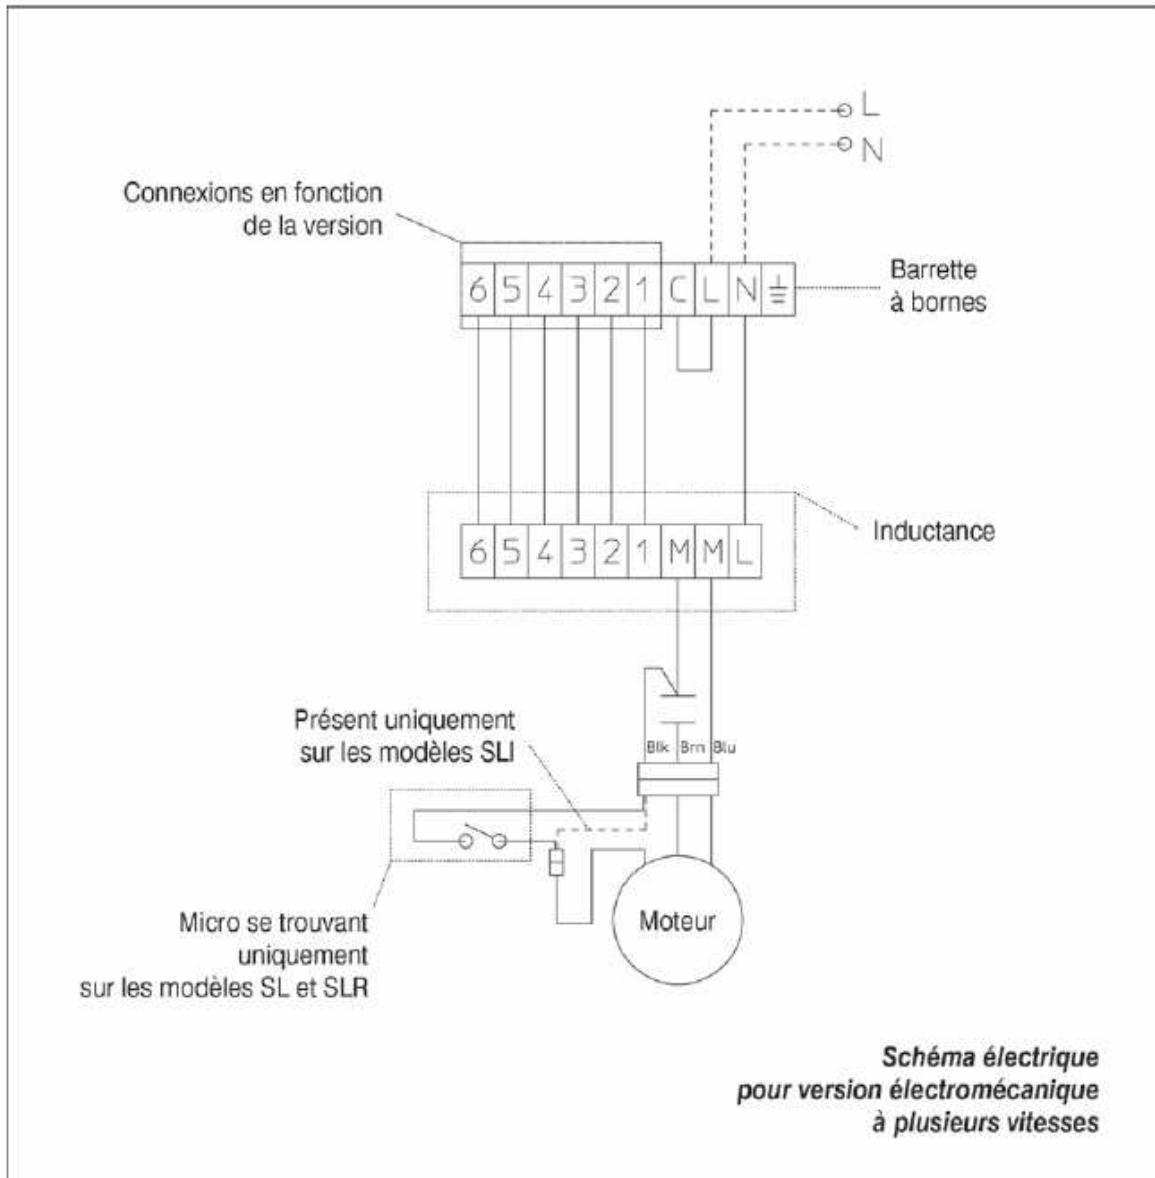 L
N
Connexions en fonction
de la version
6 5 4 3 2 1 C L N
Barrette
à bornes
Inductance
6 5 4 3 2 1 M M L
Présent uniquement
sur les modèles SLI
Blk Brn Blu
Moteur
Micro se trouvant
uniquement
sur les modèles SL et SLR
Schéma électrique
pour version électromécanique
à plusieurs vitesses